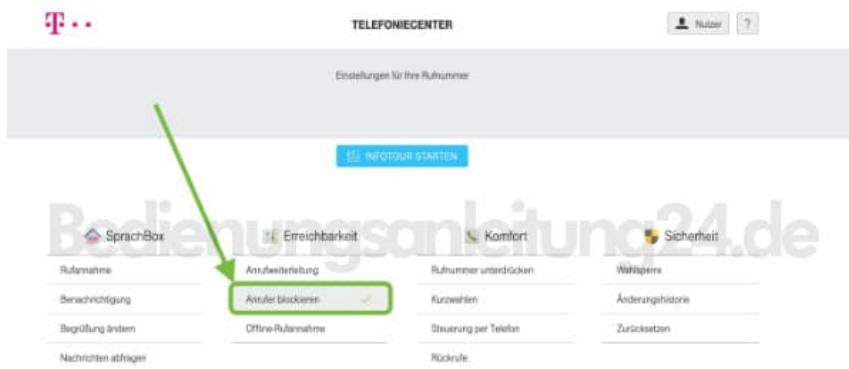 T
TELEFONIECENTER
Nutzer
?
Einstellungen für Ihre Rufnummer
INFOTOUR STARTEN
Bedienungsanleitung24.de
SprachBox
Rufannahme
Benachrichtigung
Begrüßung ändern
Nachrichten abfragen
Erreichbarkeit
Anrufweiterleitung
Anrufer blockieren
Offline-Rufannahme
Komfort
Rufnummer unterdrücken
Kurzwahlen
Steuerung per Telefon
Rückrufe
Sicherheit
Wahlsperre
Änderungshistorie
Zurücksetzen